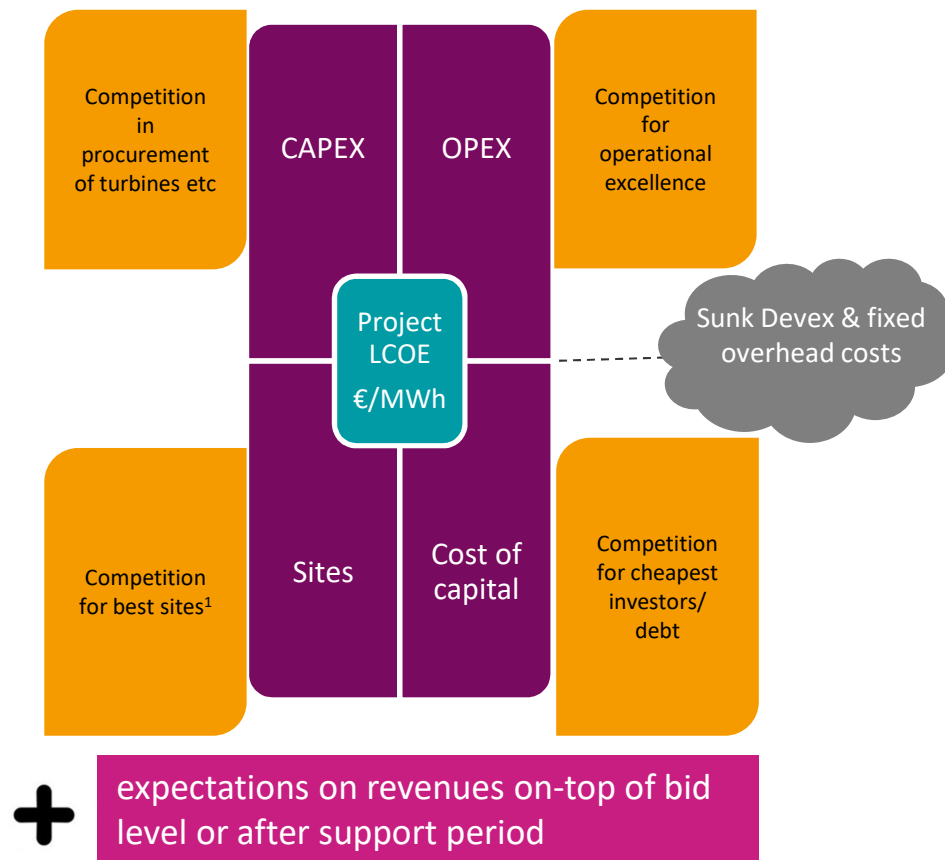 Competition
in
procurement
of turbines etc
CAPEX
OPEX
Competition
for
operational
excellence
Project
LCOE
€/MWh
Sunk Devex & fixed
overhead costs
Competition
for best sites¹
Sites
Cost of
capital
Competition
for cheapest
investors/
debt
expectations on revenues on-top of bid
level or after support period